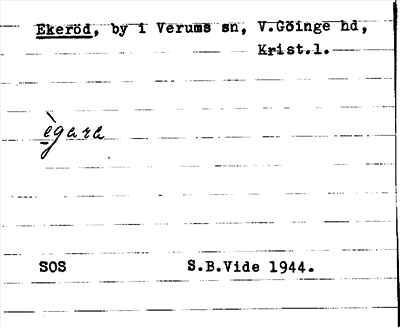 Ekeröd, by i Verums sn, V.Göinge hd,
Krist.l.
ègara
SOS S.B.Vide 1944.